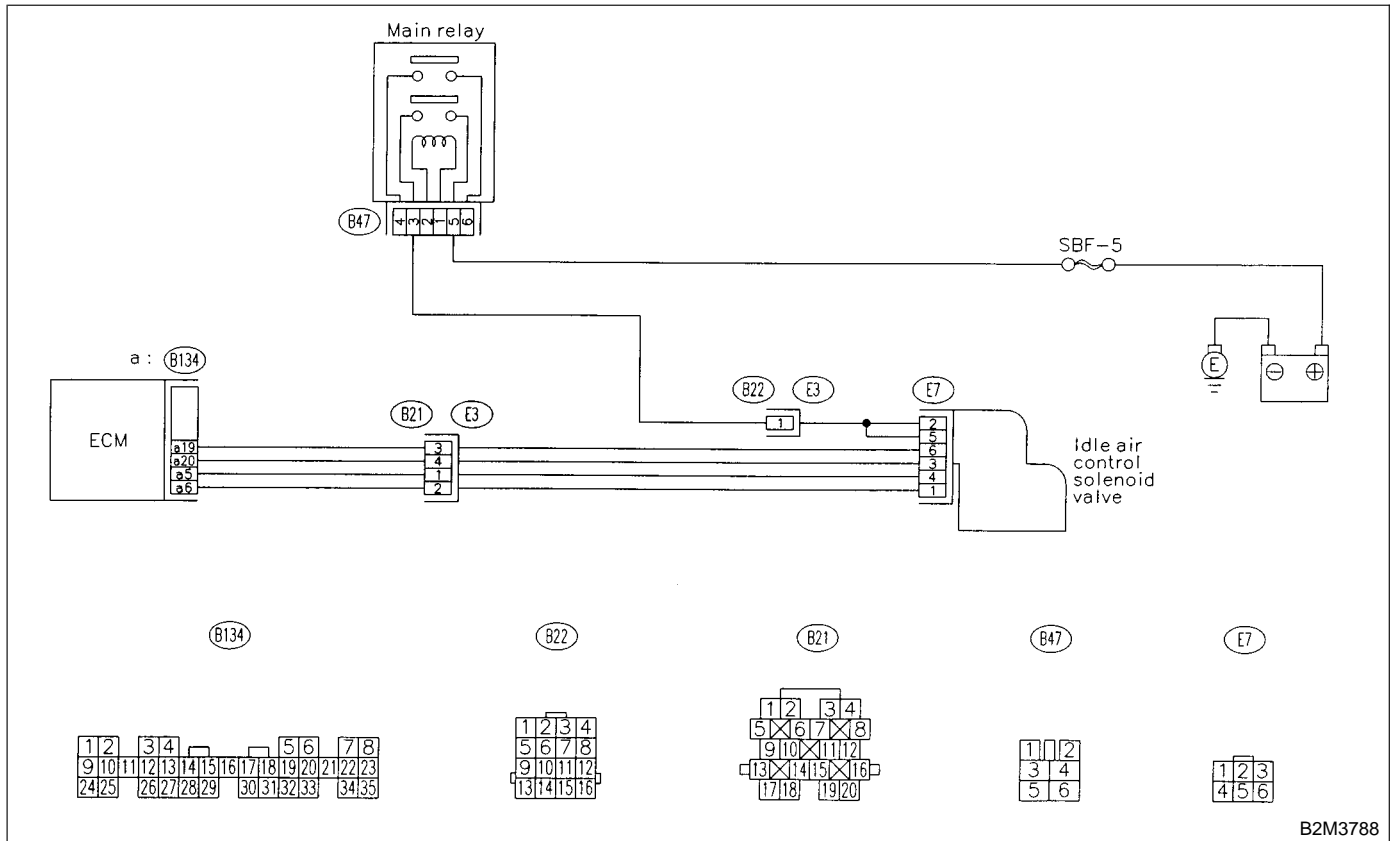 Main relay
B47
4 3 2 1 5 6
SBF-5
a : B134
E
⊖ ⊕
B22 E3 E7
B21 E3
ECM
1
2
5
6
3
4
1
a19
a20
a5
a6
3
4
1
2
Idle air
control
solenoid
valve
B134
B22
B21
B47
E7
1 2 3 4 5 6 7 8
9 10 11 12 13 14 15 16 17 18 19 20 21 22 23
24 25 26 27 28 29 30 31 32 33 34 35
1 2 3 4
5 6 7 8
9 10 11 12
13 14 15 16
1 2 3 4
5 6 7 8
9 10 11 12
13 14 15 16
17 18 19 20
1 2
3 4
5 6
1 2 3
4 5 6
B2M3788